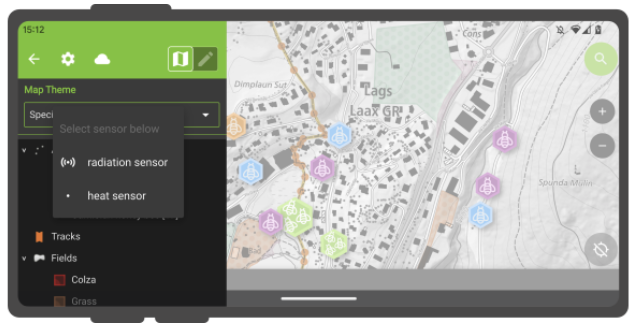 15:12
Map Theme
Speci
Select sensor below
radiation sensor
heat sensor
Tracks
Fields
Colza
Grass
Cons
Dimplaun Sut
Lags
Laax GR
Spunda Mulin